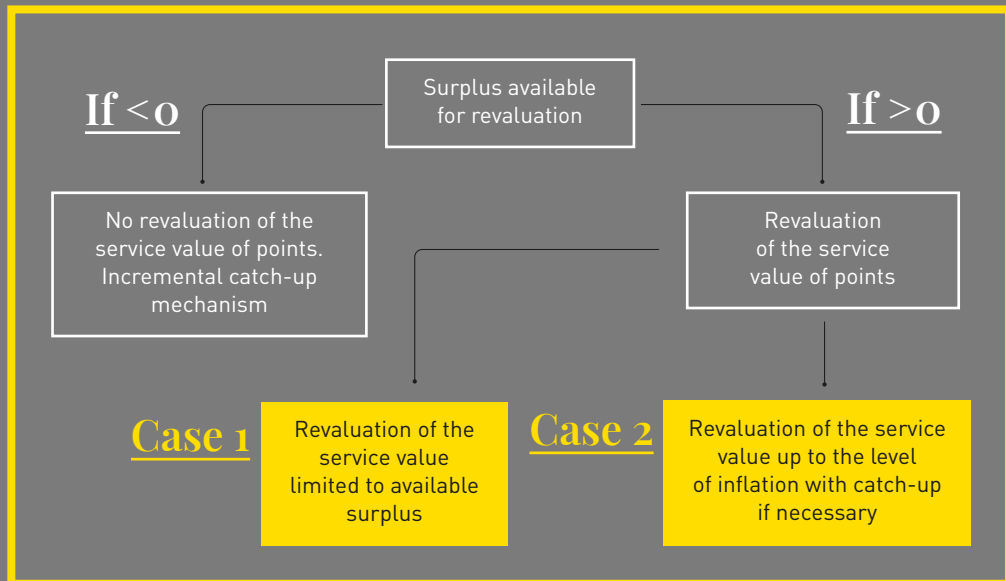 Surplus available
for revaluation
If <0
If >0
No revaluation of the
service value of points.
Incremental catch-up
mechanism
Revaluation
of the service
value of points
Case 1
Revaluation of the
service value
limited to available
surplus
Case 2
Revaluation of the service
value up to the level
of inflation with catch-up
if necessary